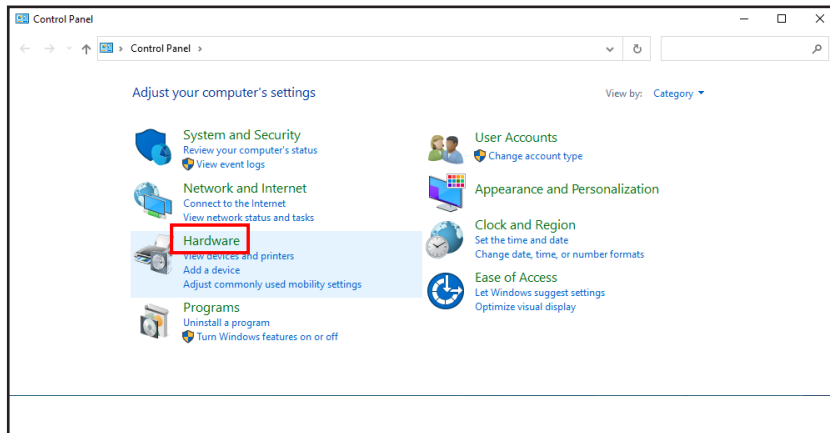 Control Panel
Control Panel
Adjust your computer's settings
View by: Category
System and Security
Review your computer's status
View event logs
Network and Internet
Connect to the Internet
View network status and tasks
Hardware
View devices and printers
Add a device
Adjust commonly used mobility settings
Programs
Uninstall a program
Turn Windows features on or off
User Accounts
Change account type
Appearance and Personalization
Clock and Region
Set the time and date
Change date, time, or number formats
Ease of Access
Let Windows suggest settings
Optimize visual display